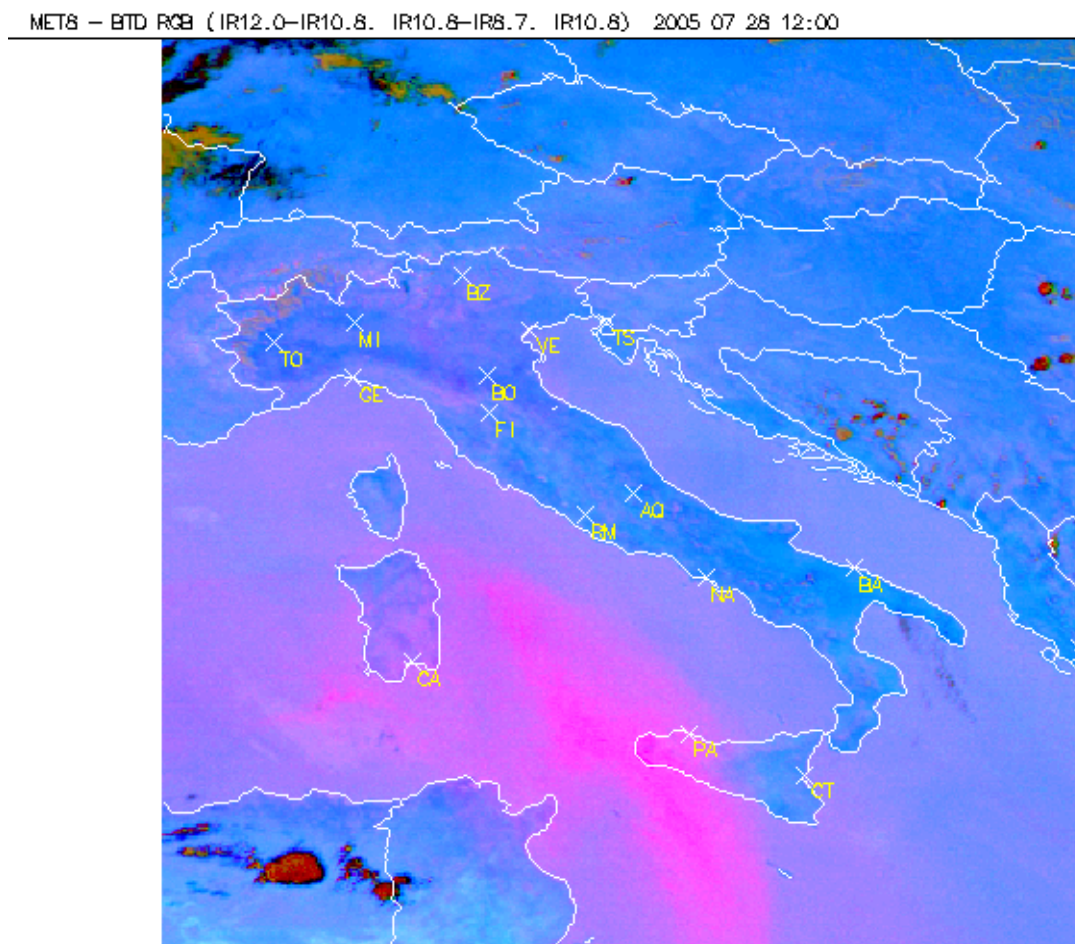 MET8 - BTD RGB (IR12.0-IR10.8. IR10.8-IR8.7. IR10.8) 2005 07 28 12:00
BZ
MI
TO
VE
TS
GE
BO
FI
AQ
RM
NA
BA
CA
PA
CT